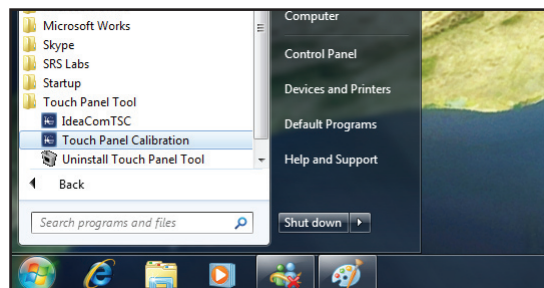 Microsoft Works
Skype
SRS Labs
Startup
Touch Panel Tool
IdeaComTSC
Touch Panel Calibration
Uninstall Touch Panel Tool
Back
Search programs and files
Computer
Control Panel
Devices and Printers
Default Programs
Help and Support
Shut down